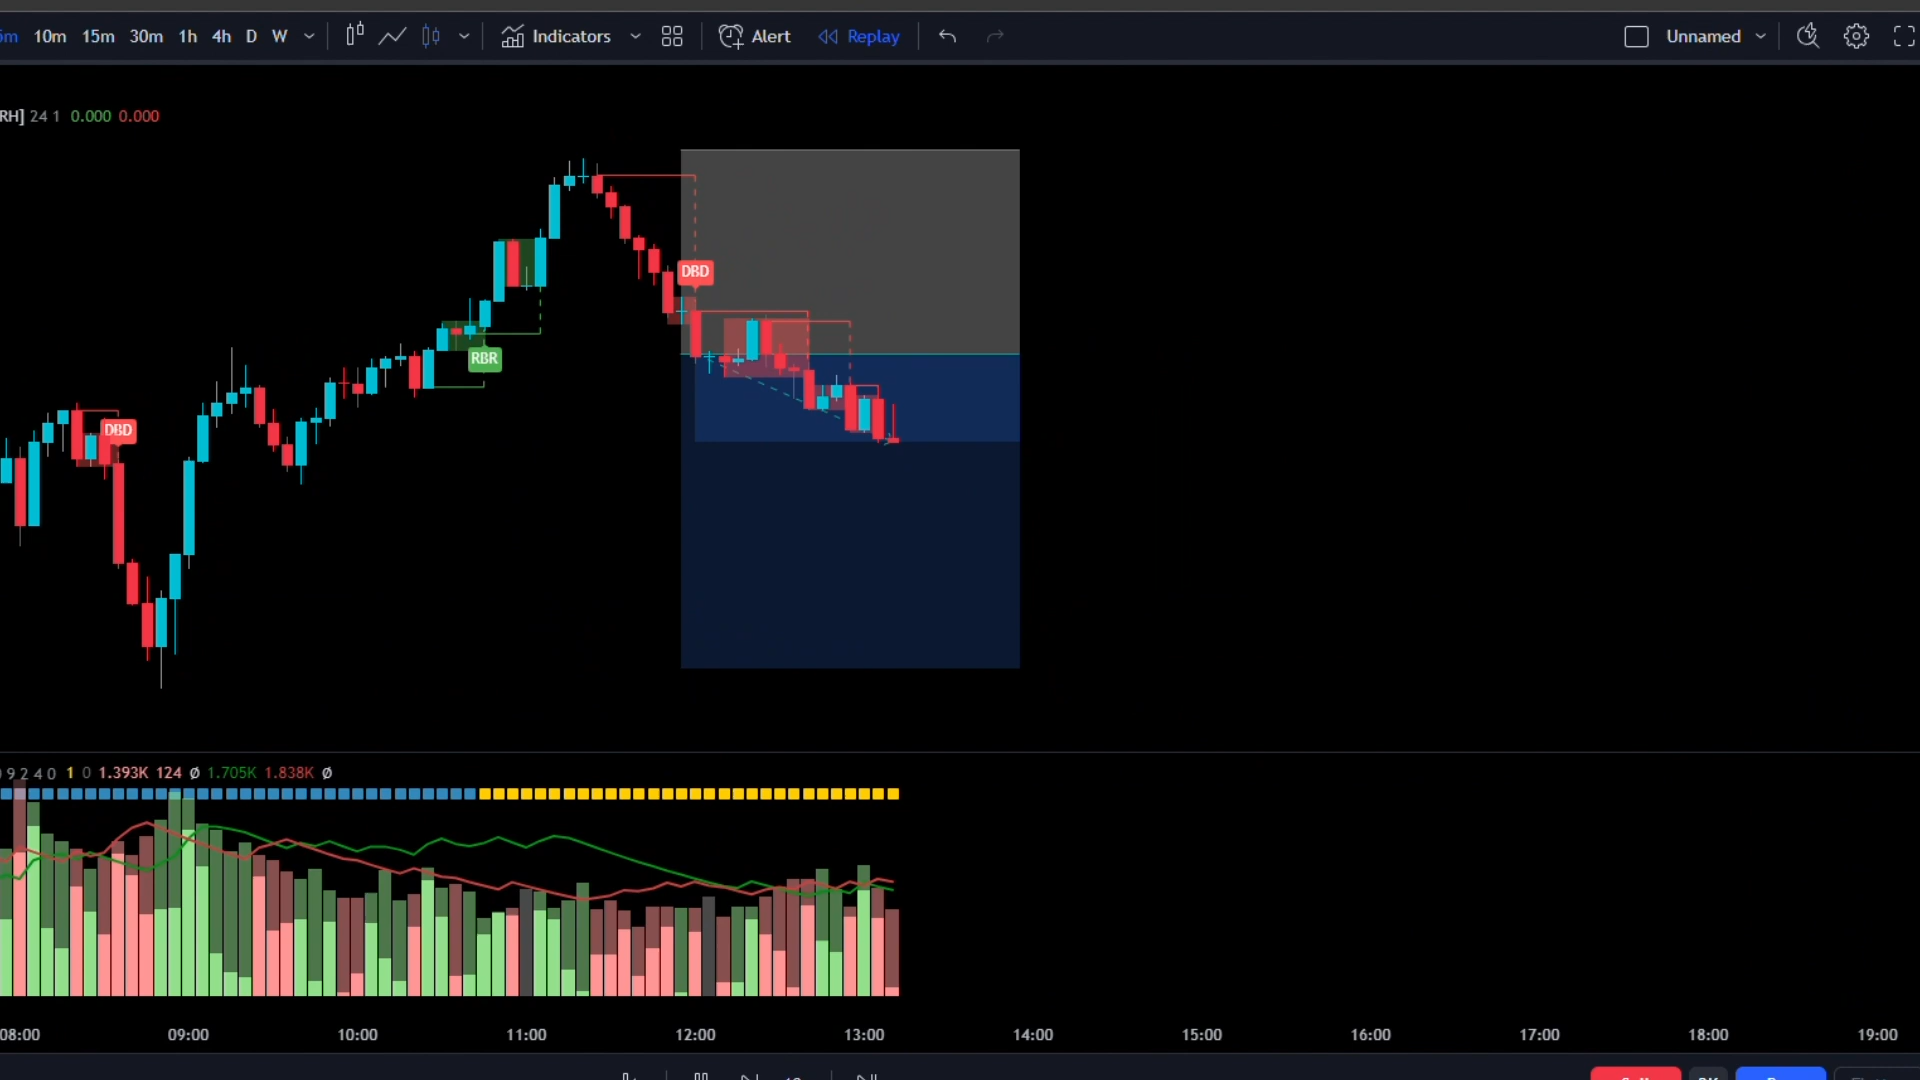 10m 15m 30m 1h 4h D W Indicators Alert Replay Unnamed
RH] 24 1 0.000 0.000
DBD
RBR
DBD
9 2 4 0 1 0 1.393K 124 Ø 1.705K 1.838K Ø
08:00 09:00 10:00 11:00 12:00 13:00 14:00 15:00 16:00 17:00 18:00 19:00